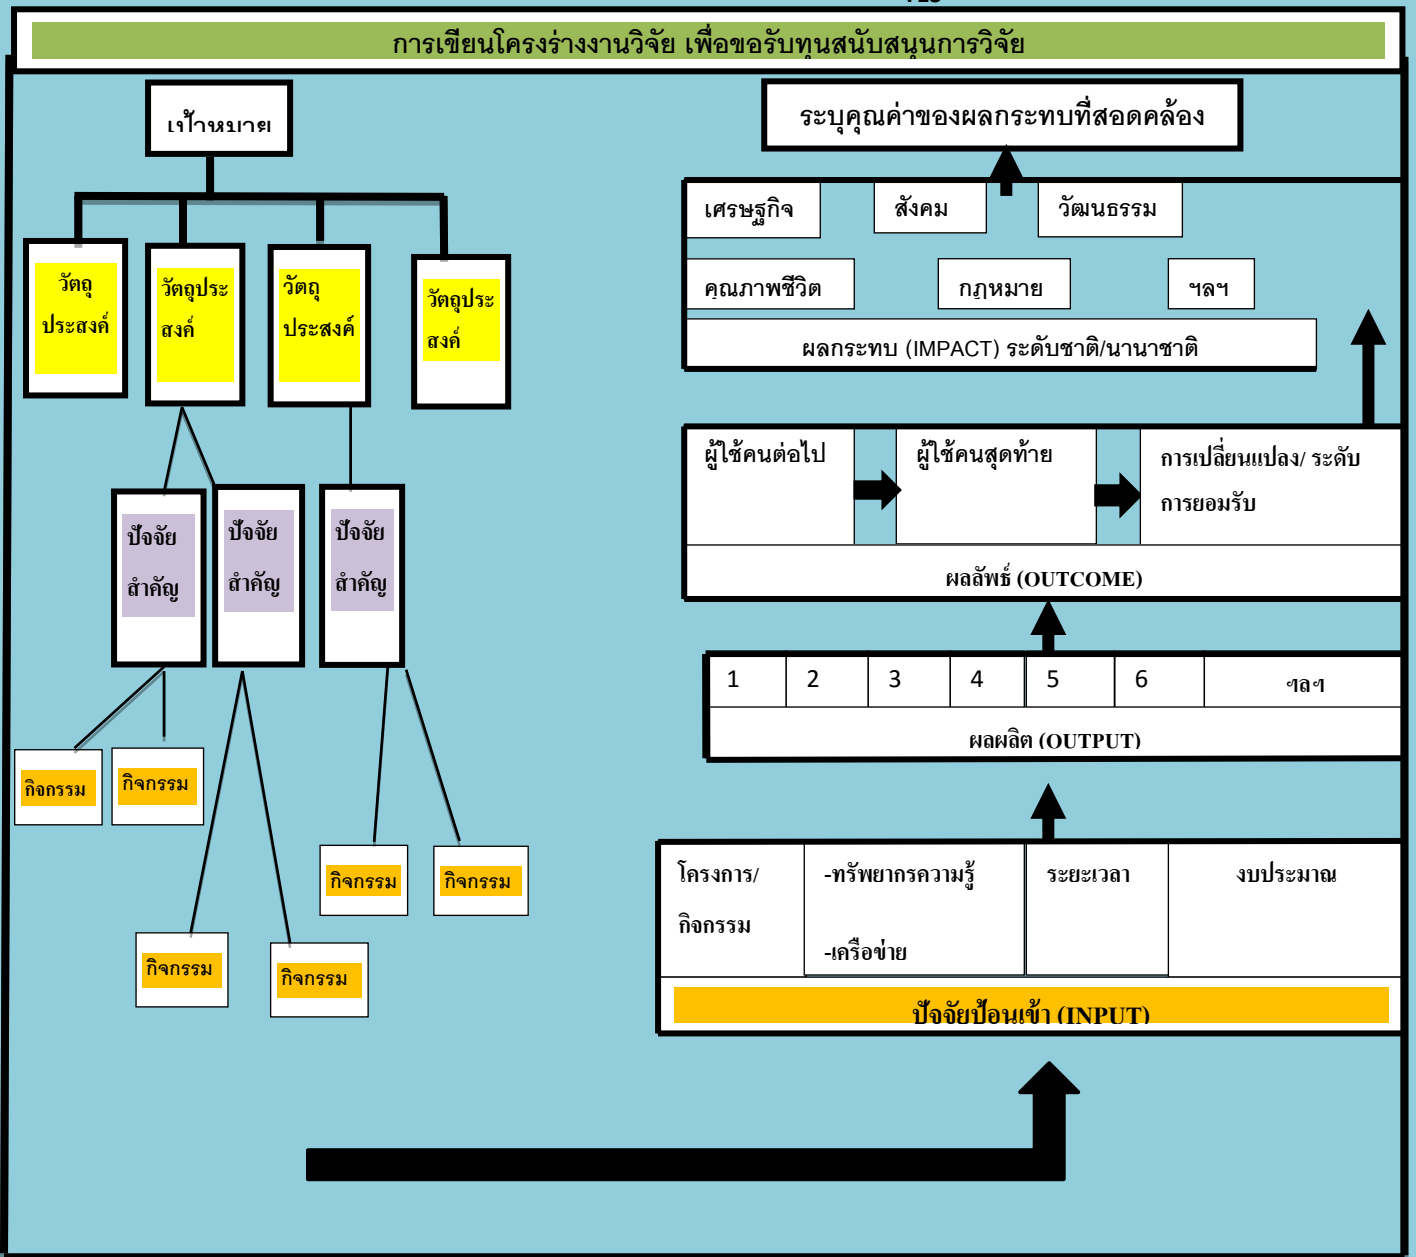 การเขียนโครงร่างงานวิจัย เพื่อขอรับทุนสนับสนุนการวิจัย
เป้าหมาย
วัตถุ
ประสงค์
วัตถุประ
สงค์
วัตถุ
ประสงค์
วัตถุประ
สงค์
ปัจจัย
สำคัญ
ปัจจัย
สำคัญ
ปัจจัย
สำคัญ
กิจกรรม
กิจกรรม
กิจกรรม
กิจกรรม
กิจกรรม
กิจกรรม
ระบุคุณค่าของผลกระทบที่สอดคล้อง
เศรษฐกิจ
สังคม
วัฒนธรรม
คุณภาพชีวิต
กฎหมาย
ฯลฯ
ผลกระทบ (IMPACT) ระดับชาติ/นานาชาติ
ผู้ใช้คนต่อไป
ผู้ใช้คนสุดท้าย
การเปลี่ยนแปลง/ ระดับ
การยอมรับ
ผลลัพธ์ (OUTCOME)
1
2
3
4
5
6
ฯลฯ
ผลผลิต (OUTPUT)
โครงการ/
กิจกรรม
-ทรัพยากรความรู้
-เครือข่าย
ระยะเวลา
งบประมาณ
ปัจจัยป้อนเข้า (INPUT)